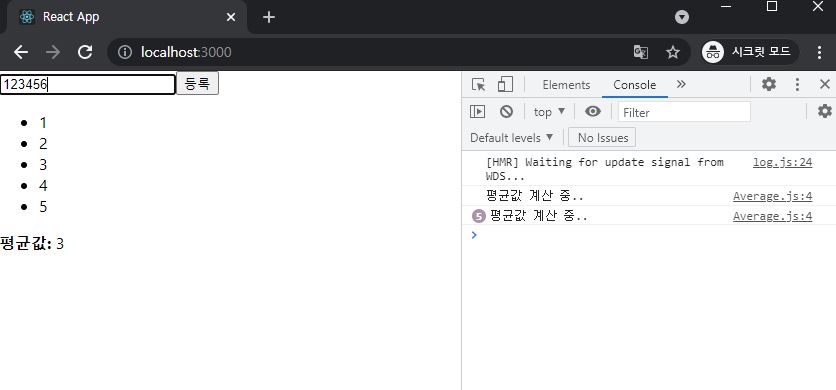 React App
localhost:3000
시크릿 모드
123456 등록
1
2
3
4
5
평균값: 3
Elements Console
top Filter
Default levels No Issues
[HMR] Waiting for update signal from log.js:24
WDS...
평균값 계산 중.. Average.js:4
5 평균값 계산 중.. Average.js:4